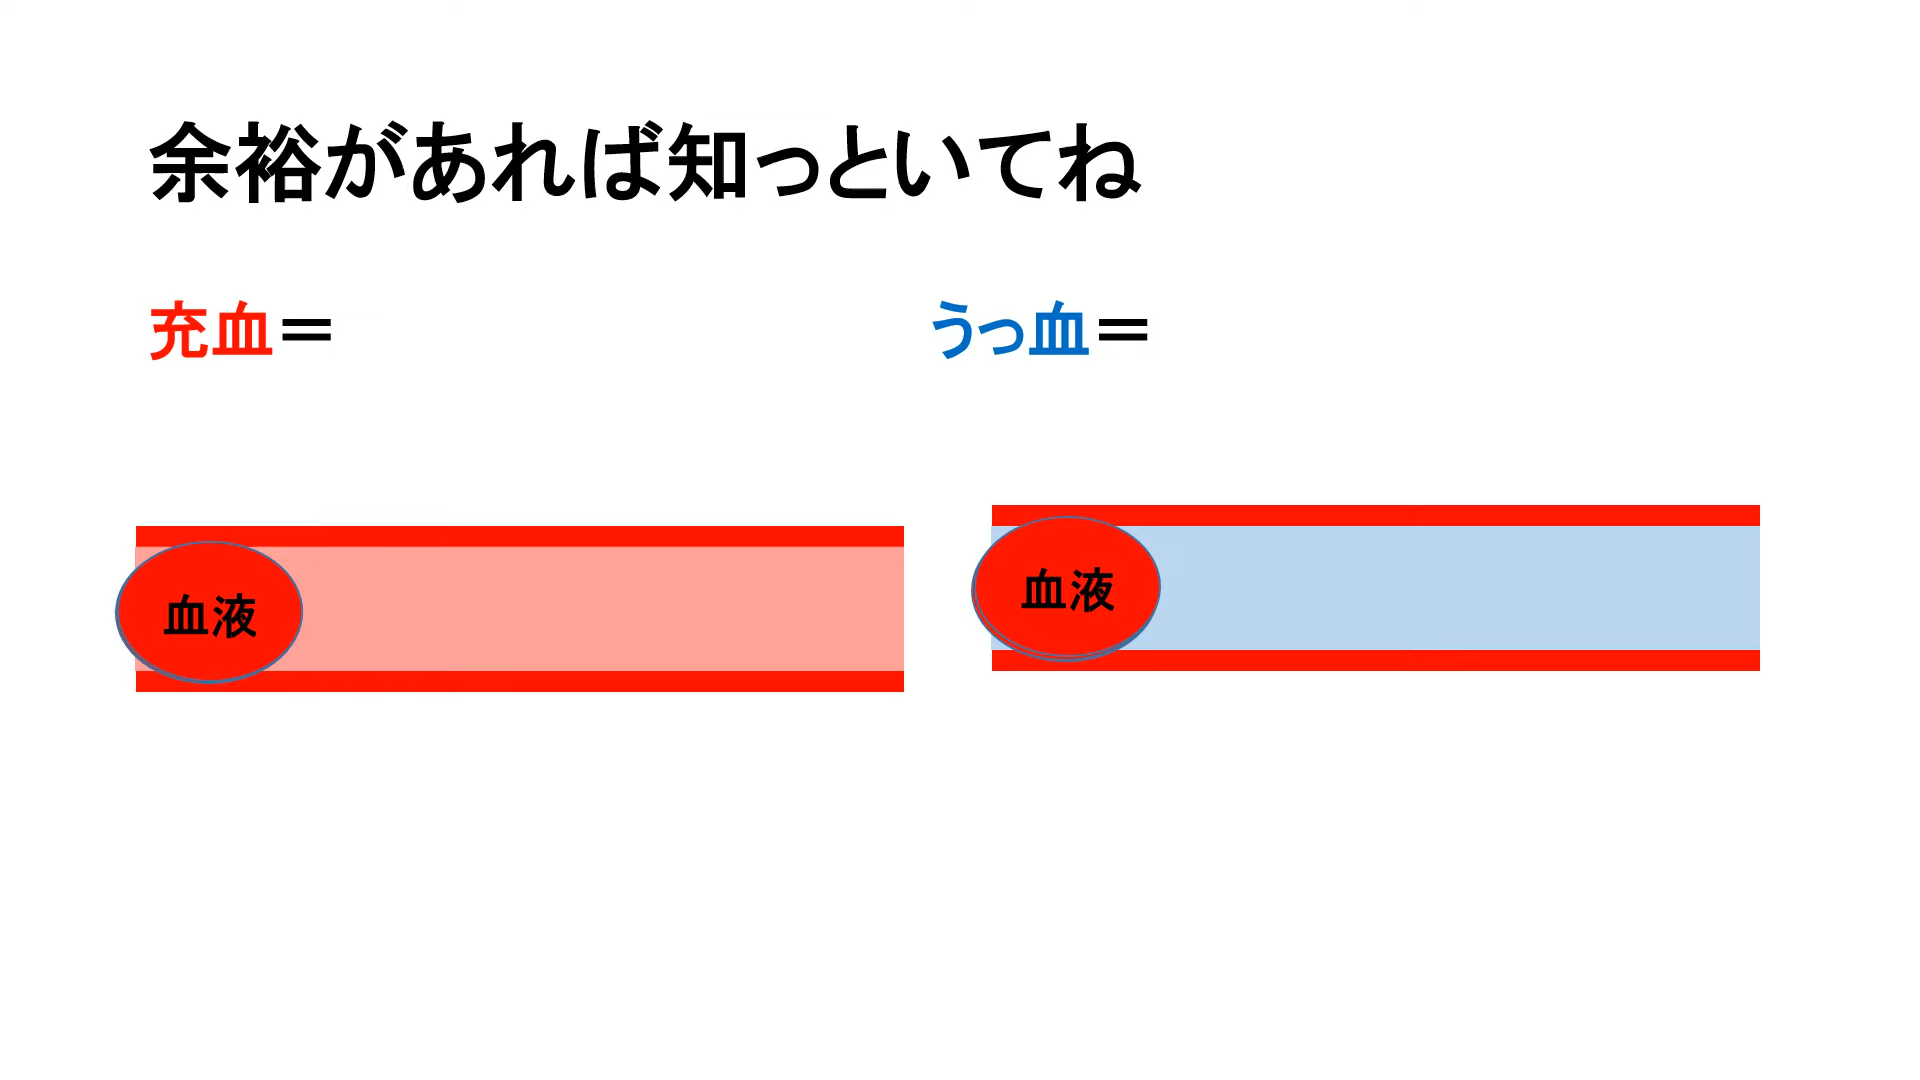 余裕があれば知っといてね
充血＝
うっ血＝
血液
血液